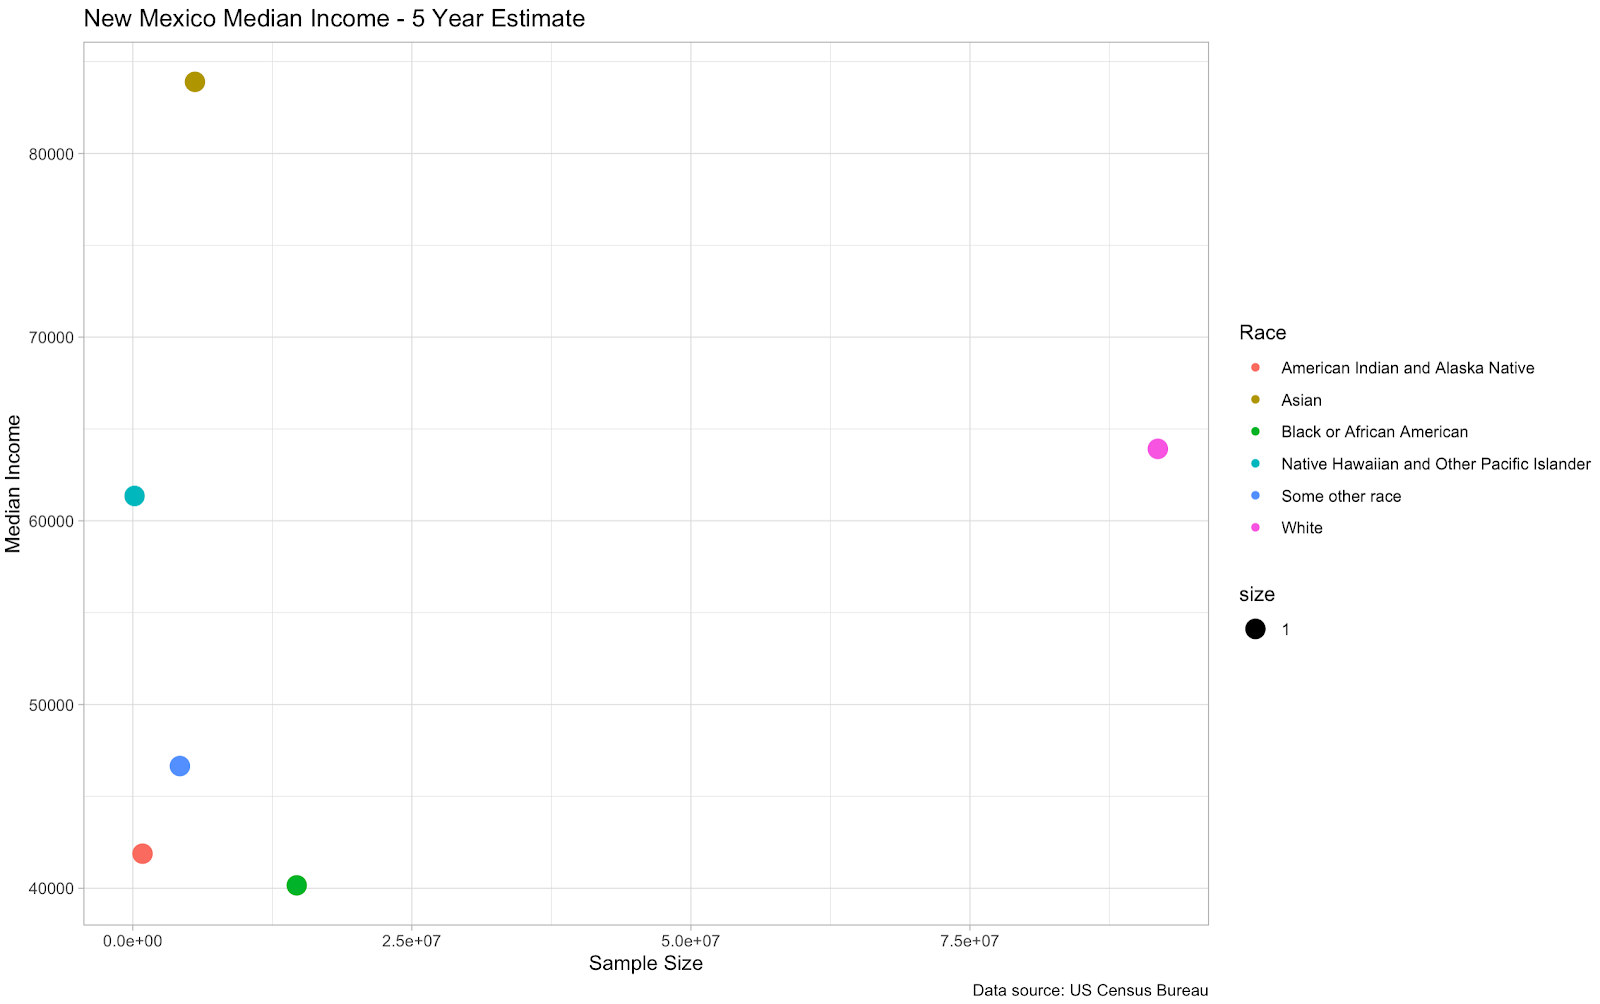 New Mexico Median Income - 5 Year Estimate
Median Income
80000
70000
60000
50000
40000
0.0e+00
2.5e+07
5.0e+07
7.5e+07
Sample Size
Race
American Indian and Alaska Native
Asian
Black or African American
Native Hawaiian and Other Pacific Islander
Some other race
White
size
1
Data source: US Census Bureau